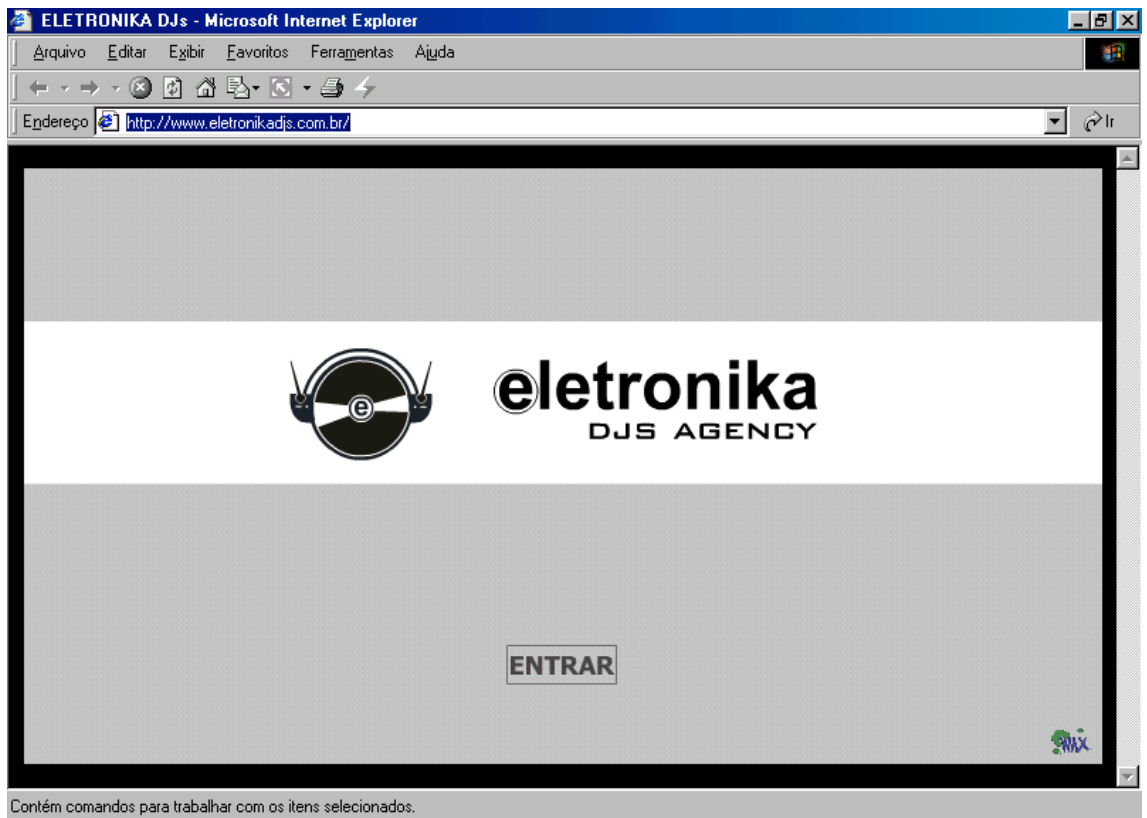 ELETRONIKA DJs - Microsoft Internet Explorer
Arquivo Editar Exibir Favoritos Ferramentas Ajuda
Endereço http://www.eletronikadjs.com.br/ Ir
e
eletronika
DJS AGENCY
ENTRAR
WAX
Contém comandos para trabalhar com os itens selecionados.